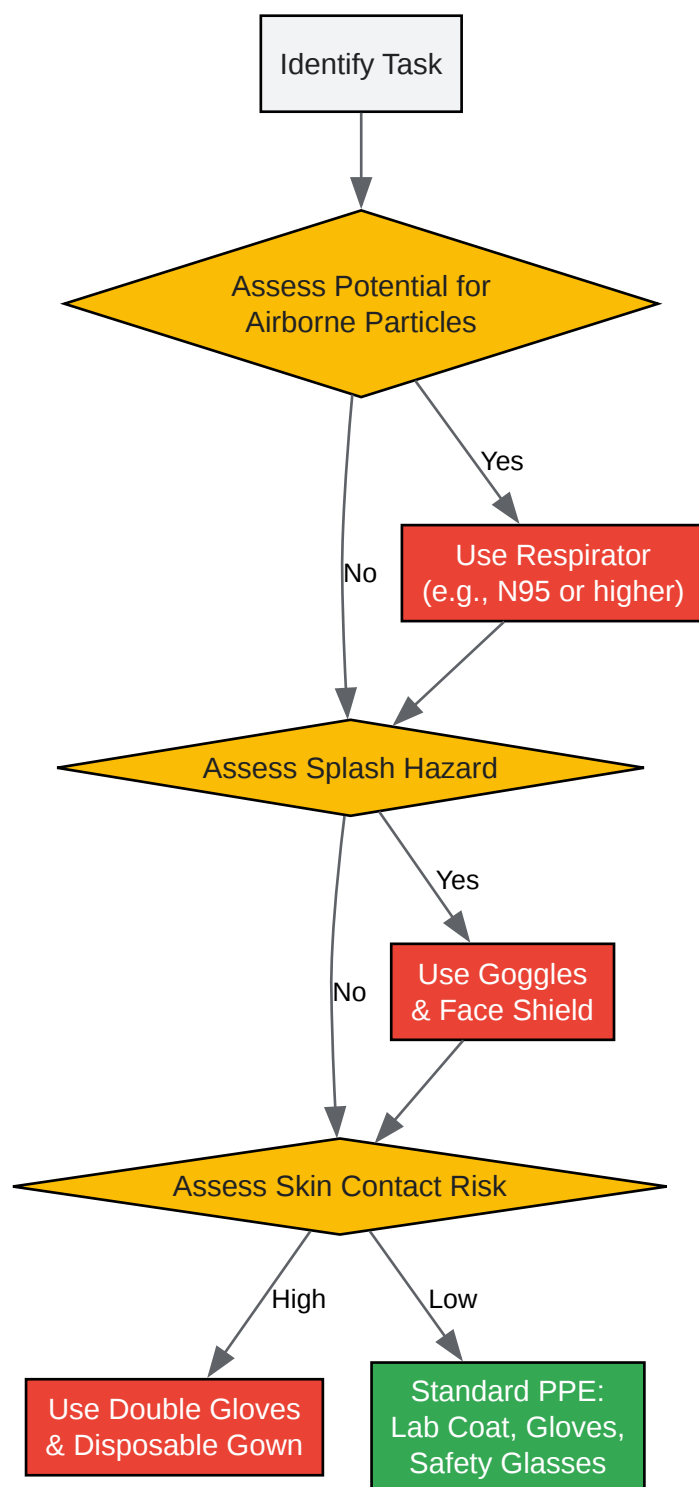 Identify Task
Assess Potential for
Airborne Particles
Yes
Use Respirator
(e.g., N95 or higher)
No
Assess Splash Hazard
Yes
Use Goggles
& Face Shield
No
Assess Skin Contact Risk
High
Low
Use Double Gloves
& Disposable Gown
Standard PPE:
Lab Coat, Gloves,
Safety Glasses